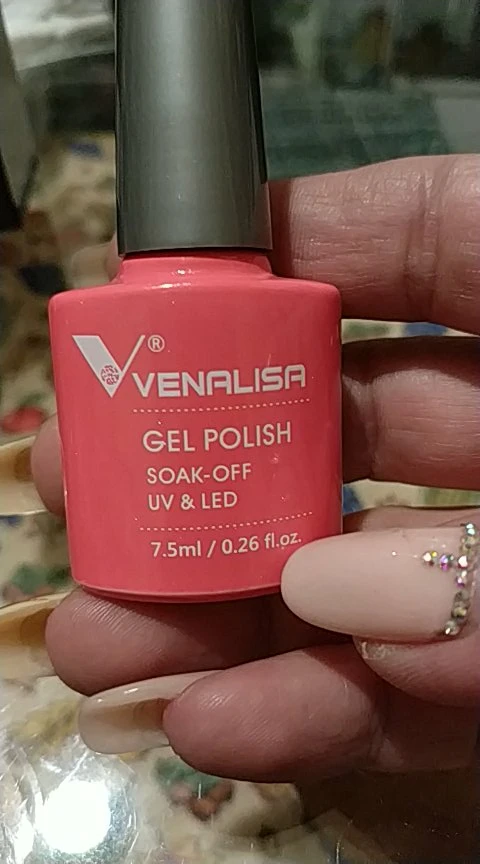 V® VENALISA
GEL POLISH
SOAK-OFF
UV & LED
7.5ml / 0.26 fl.oz.